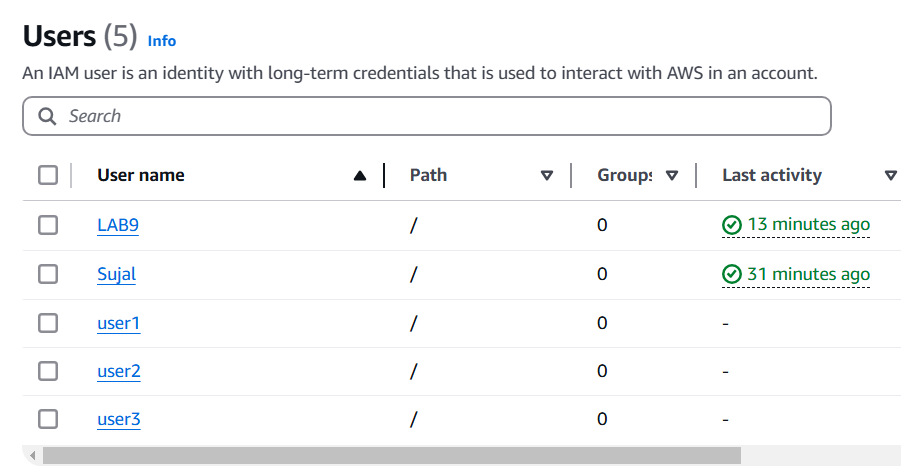 Users (5) Info
An IAM user is an identity with long-term credentials that is used to interact with AWS in an account.
Search
User name Path Groups Last activity
LAB9 / 0 13 minutes ago
Sujal / 0 31 minutes ago
user1 / 0 -
user2 / 0 -
user3 / 0 -